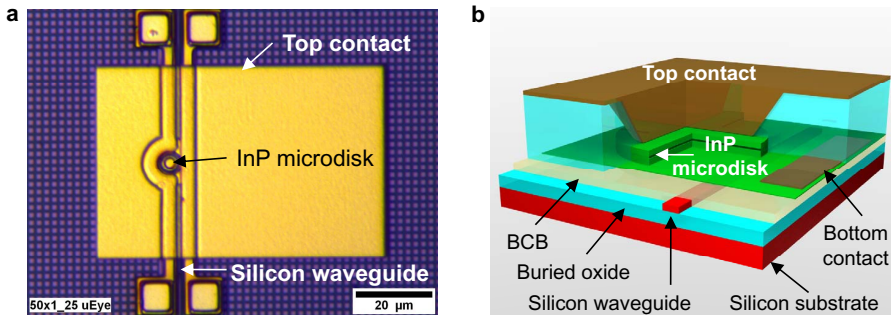 a
Top contact
InP microdisk
Silicon waveguide
50x1_25 uEye
20 µm
b
Top contact
InP
microdisk
BCB
Buried oxide
Silicon waveguide
Bottom
contact
Silicon substrate